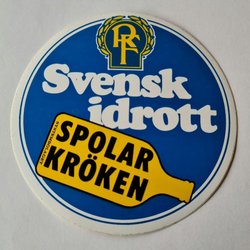 RF
Svensk
idrott
SPOLAR
KRÖKEN